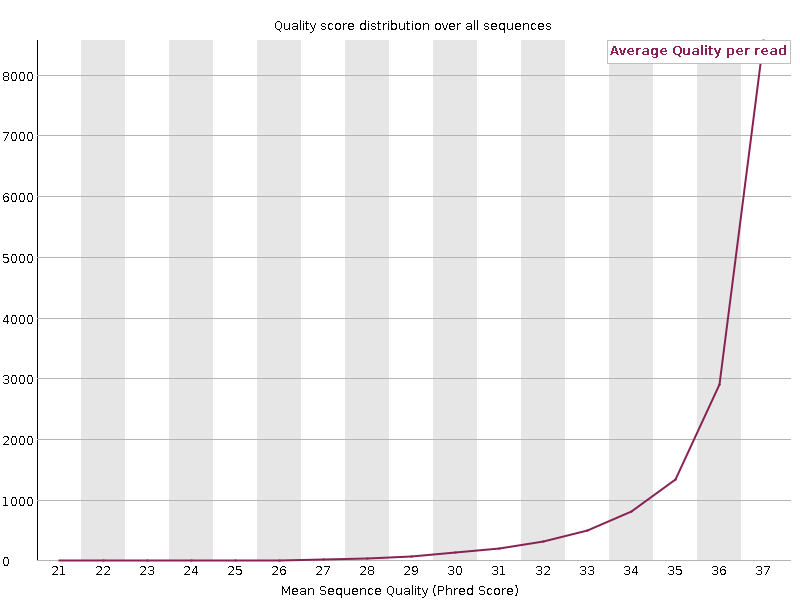 Quality score distribution over all sequences
Average Quality per read
8000
7000
6000
5000
4000
3000
2000
1000
0
21 22 23 24 25 26 27 28 29 30 31 32 33 34 35 36 37
Mean Sequence Quality (Phred Score)